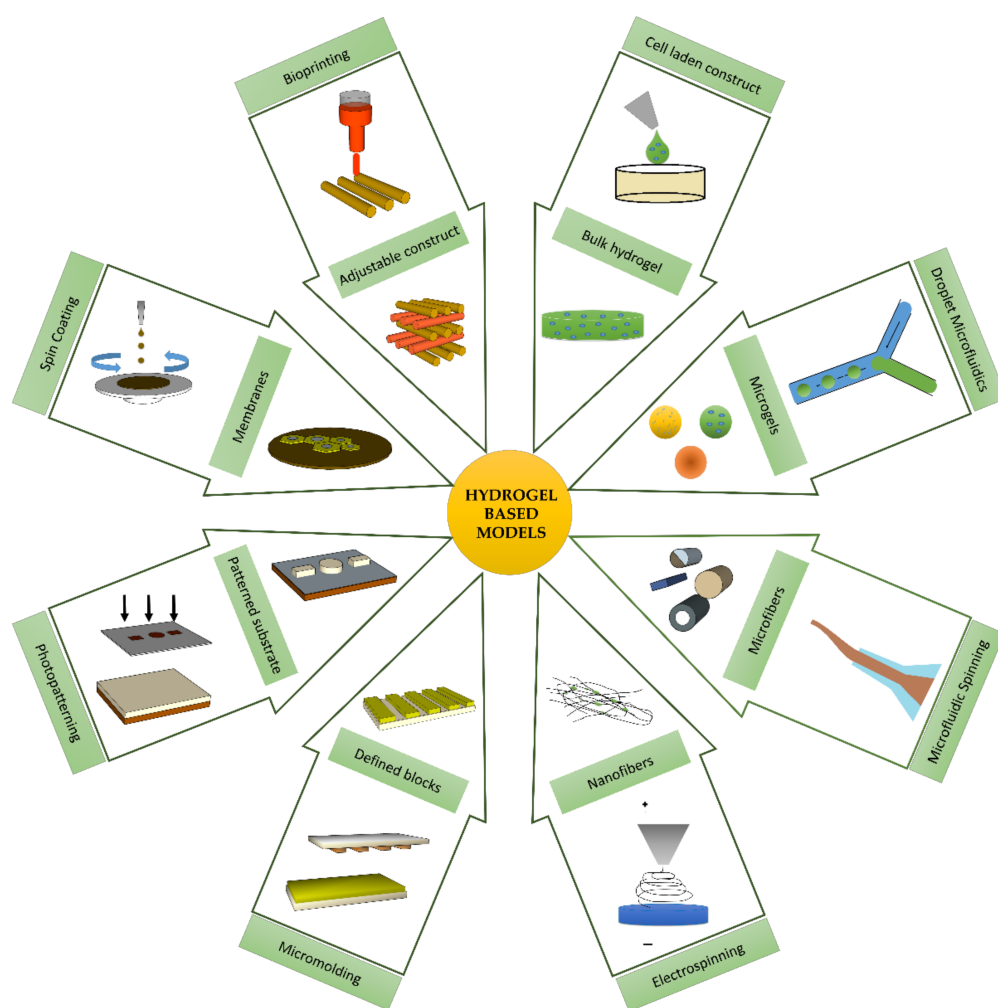 Bioprinting
Adjustable construct
Cell laden construct
Bulk hydrogel
Droplet Microfluidics
Microgels
Spin Coating
Membranes
HYDROGEL
BASED
MODELS
Patterned substrate
Photopatterning
Microfibers
Microfluidic Spinning
Defined blocks
Micromolding
Nanofibers
+
−
Electrospinning